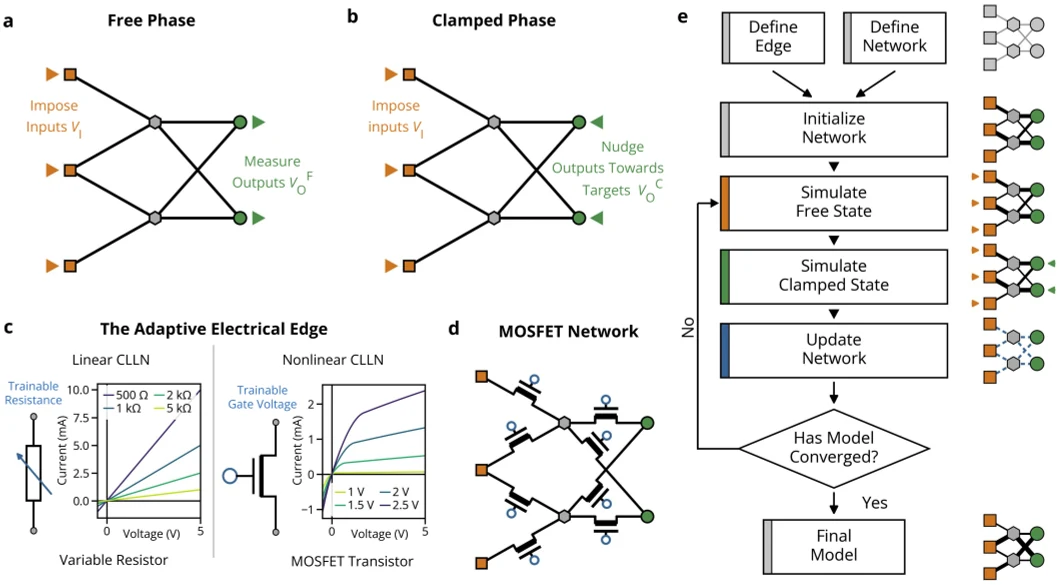 a
Free Phase
Impose
Inputs V_I
Measure
Outputs V_O^F
b
Clamped Phase
Impose
inputs V_I
Nudge
Outputs Towards
Targets V_O^C
c
The Adaptive Electrical Edge
Linear CLLN
Trainable
Resistance
Current (mA)
10.0
7.5
5.0
2.5
0.0
500 Ω
2 kΩ
1 kΩ
5 kΩ
0
Voltage (V)
5
Variable Resistor
Nonlinear CLLN
Trainable
Gate Voltage
Current (mA)
2
1
0
−1
1 V
2 V
1.5 V
2.5 V
0
Voltage (V)
5
MOSFET Transistor
d
MOSFET Network
e
Define
Edge
Define
Network
Initialize
Network
Simulate
Free State
Simulate
Clamped State
Update
Network
No
Has Model
Converged?
Yes
Final
Model